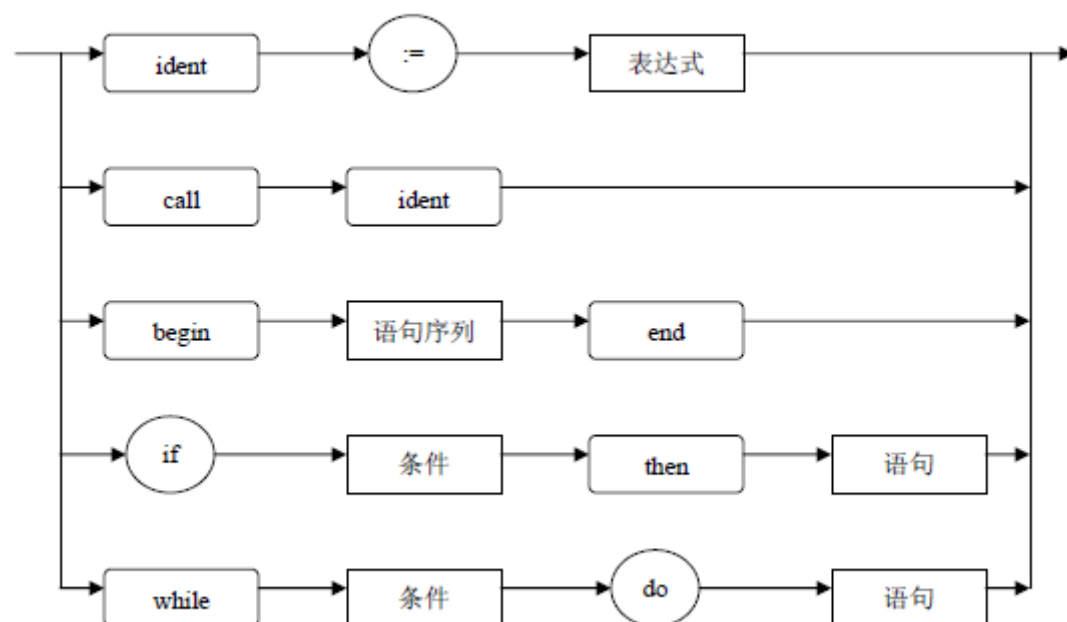 ident := 表达式
call ident
begin 语句序列 end
if 条件 then 语句
while 条件 do 语句